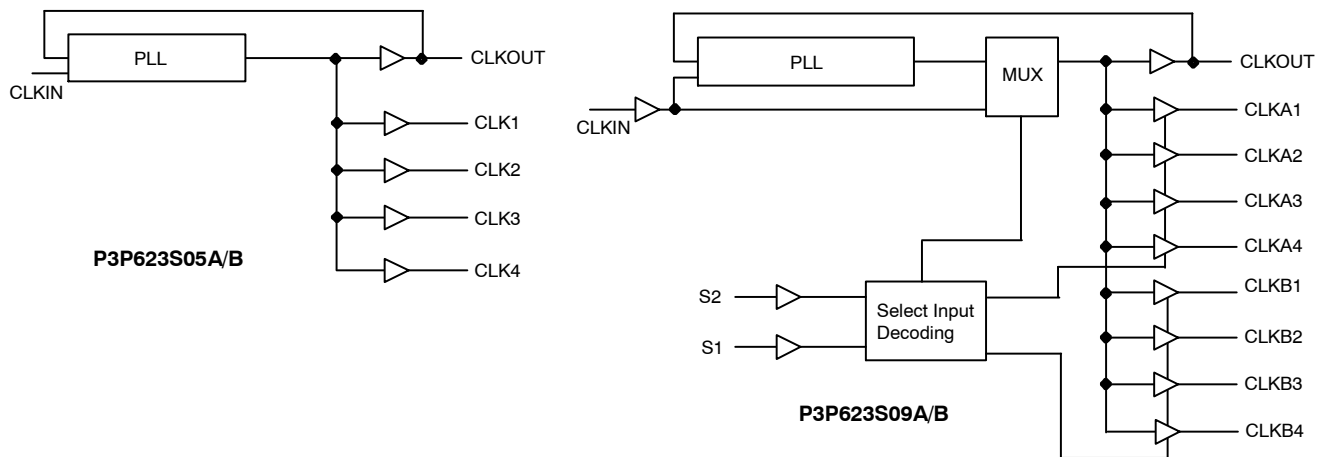 PLL
CLKOUT
CLKIN
CLK1
CLK2
CLK3
CLK4
P3P623S05A/B
PLL
MUX
CLKOUT
CLKIN
CLKA1
CLKA2
CLKA3
CLKA4
S2
S1
Select Input
Decoding
CLKB1
CLKB2
CLKB3
CLKB4
P3P623S09A/B